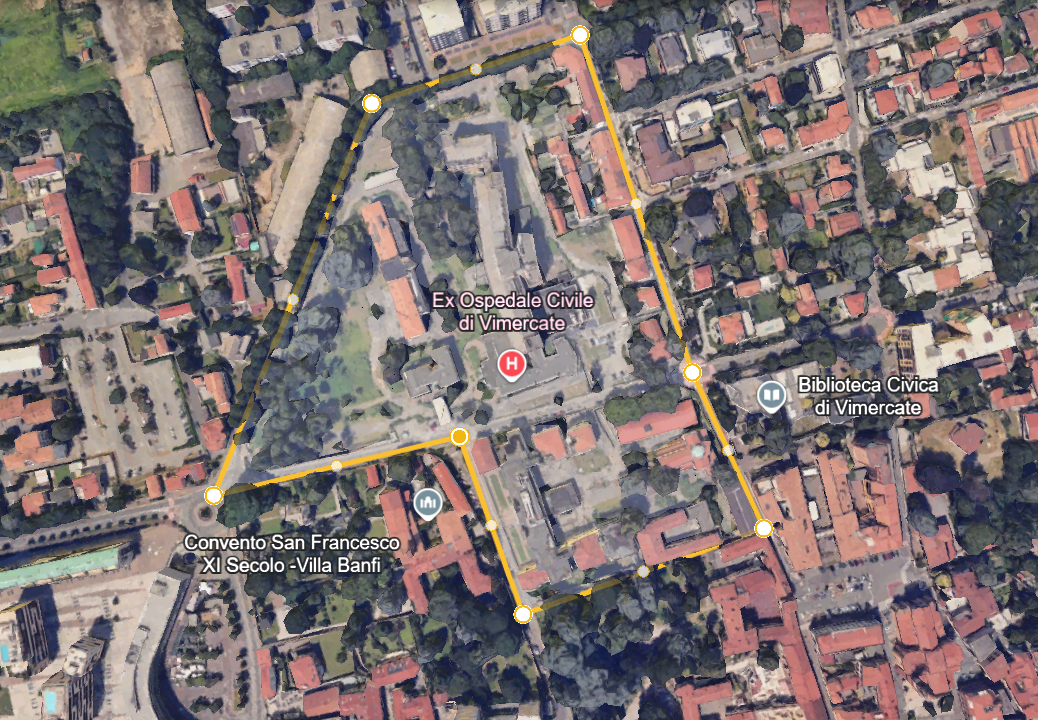 Ex Ospedale Civile
di Vimercate
H
Biblioteca Civica
di Vimercate
Convento San Francesco
XI Secolo -Villa Banfi